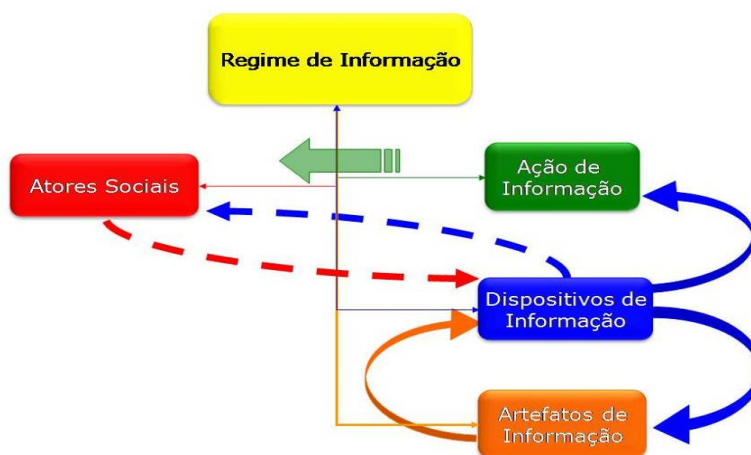 Regime de Informação
Atores Sociais
Ação de
Informação
Dispositivos de
Informação
Artefatos de
Informação